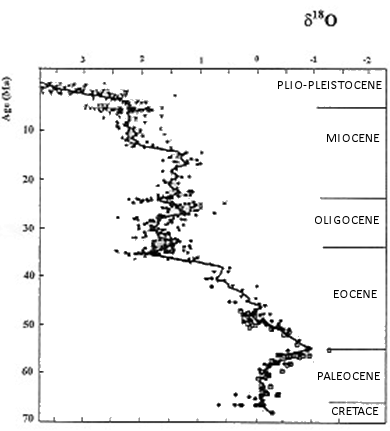 δ18O
3 2 1 0 -1 -2
Age (Ma)
PLIO-PLEISTOCENE
10
MIOCENE
20
OLIGOCENE
30
40
EOCENE
50
60
PALEOCENE
70
CRETACE